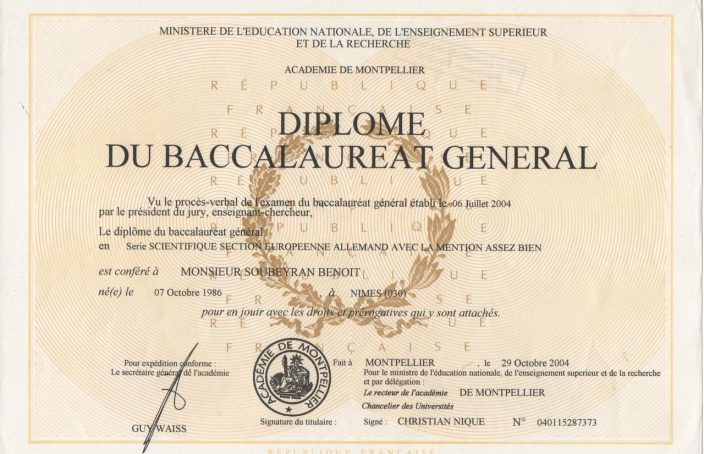 MINISTERE DE L'EDUCATION NATIONALE, DE L'ENSEIGNEMENT SUPERIEUR
ET DE LA RECHERCHE
ACADEMIE DE MONTPELLIER
RÉPUBLIQUE
FRANÇAISE
DIPLOME
RÉPUBLIQUE
DU BACCALAUREAT GENERAL
RÉPUBLIQUE
Vu le procès-verbal de l'examen du baccalauréat général établi le 06 Juillet 2004
par le président du jury, enseignant-chercheur,
Le diplôme du baccalauréat général
en Serie SCIENTIFIQUE SECTION EUROPEENNE ALLEMAND AVEC LA MENTION ASSEZ BIEN
est conféré à MONSIEUR SOUBEYRAN BENOIT
né(e) le 07 Octobre 1986 à NIMES (030)
pour en jouir avec les droits et prérogatives qui y sont attachés.
FRANÇAISE
Pour expédition conforme :
Le secrétaire général de l'académie
GUY WAISS
ACADÉMIE DE MONTPELLIER
Signature du titulaire :
Fait à MONTPELLIER , le 29 Octobre 2004
Pour le ministre de l'éducation nationale, de l'enseignement superieur et de la recherche
et par délégation :
Le recteur de l'académie DE MONTPELLIER
Chancelier des Universités
Signé : CHRISTIAN NIQUE N° 040115287373
RÉPUBLIQUE FRANÇAISE